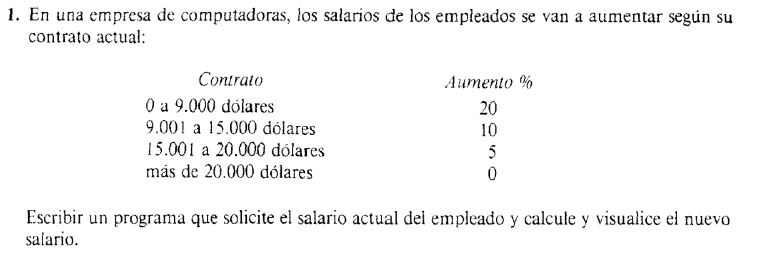 1. En una empresa de computadoras, los salarios de los empleados se van a aumentar según su
contrato actual:
Contrato Aumento %
0 a 9.000 dólares 20
9.001 a 15.000 dólares 10
15.001 a 20.000 dólares 5
más de 20.000 dólares 0
Escribir un programa que solicite el salario actual del empleado y calcule y visualice el nuevo
salario.